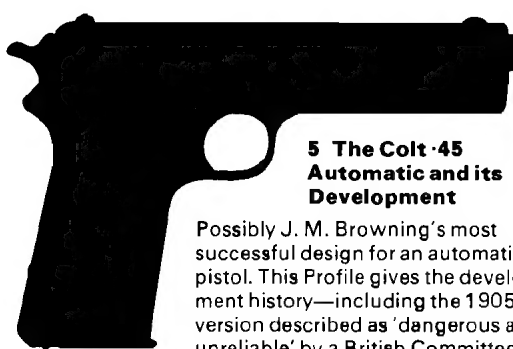 5 The Colt ·45
Automatic and its
Development
Possibly J. M. Browning's most
successful design for an automati
pistol. This Profile gives the devel
ment history—including the 1905
version described as 'dangerous a
unreliable' by a British Committee